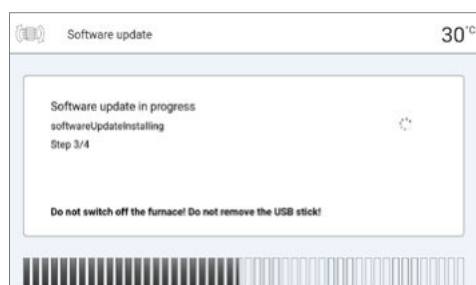 Software update
30°C
Software update in progress
softwareUpdateInstalling
Step 3/4
Do not switch off the furnace! Do not remove the USB stick!